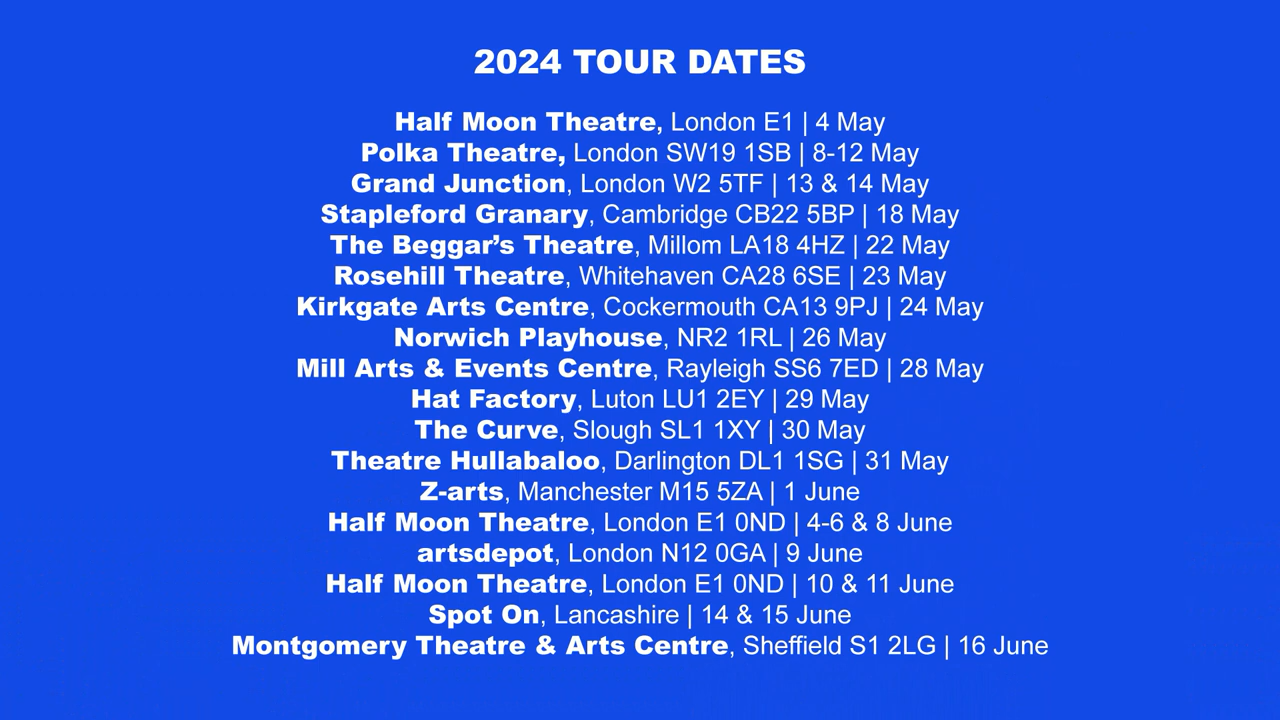 2024 TOUR DATES
Half Moon Theatre, London E1 | 4 May
Polka Theatre, London SW19 1SB | 8-12 May
Grand Junction, London W2 5TF | 13 & 14 May
Stapleford Granary, Cambridge CB22 5BP | 18 May
The Beggar’s Theatre, Millom LA18 4HZ | 22 May
Rosehill Theatre, Whitehaven CA28 6SE | 23 May
Kirkgate Arts Centre, Cockermouth CA13 9PJ | 24 May
Norwich Playhouse, NR2 1RL | 26 May
Mill Arts & Events Centre, Rayleigh SS6 7ED | 28 May
Hat Factory, Luton LU1 2EY | 29 May
The Curve, Slough SL1 1XY | 30 May
Theatre Hullabaloo, Darlington DL1 1SG | 31 May
Z-arts, Manchester M15 5ZA | 1 June
Half Moon Theatre, London E1 0ND | 4-6 & 8 June
artsdepot, London N12 0GA | 9 June
Half Moon Theatre, London E1 0ND | 10 & 11 June
Spot On, Lancashire | 14 & 15 June
Montgomery Theatre & Arts Centre, Sheffield S1 2LG | 16 June